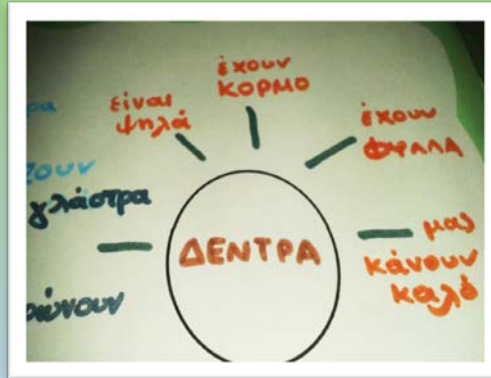 έχουν
κορμο
είναι
ψηλά
έχουν
φυλλα
γλάστρα
ΔΕΝΤΡΑ
μας
κάνουν
καλό